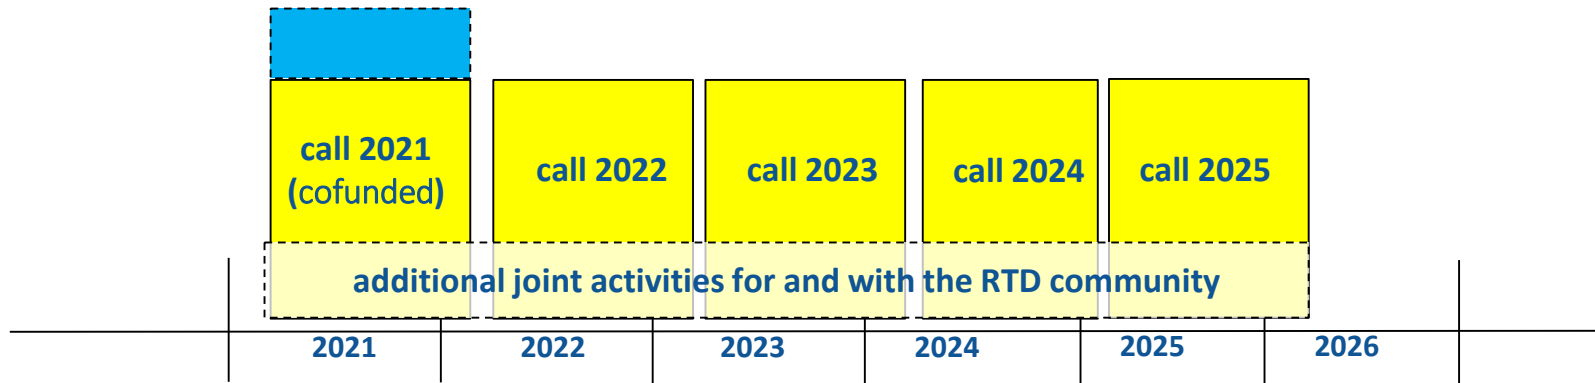 call 2021
(cofunded)
call 2022
call 2023
call 2024
call 2025
additional joint activities for and with the RTD community
2021
2022
2023
2024
2025
2026